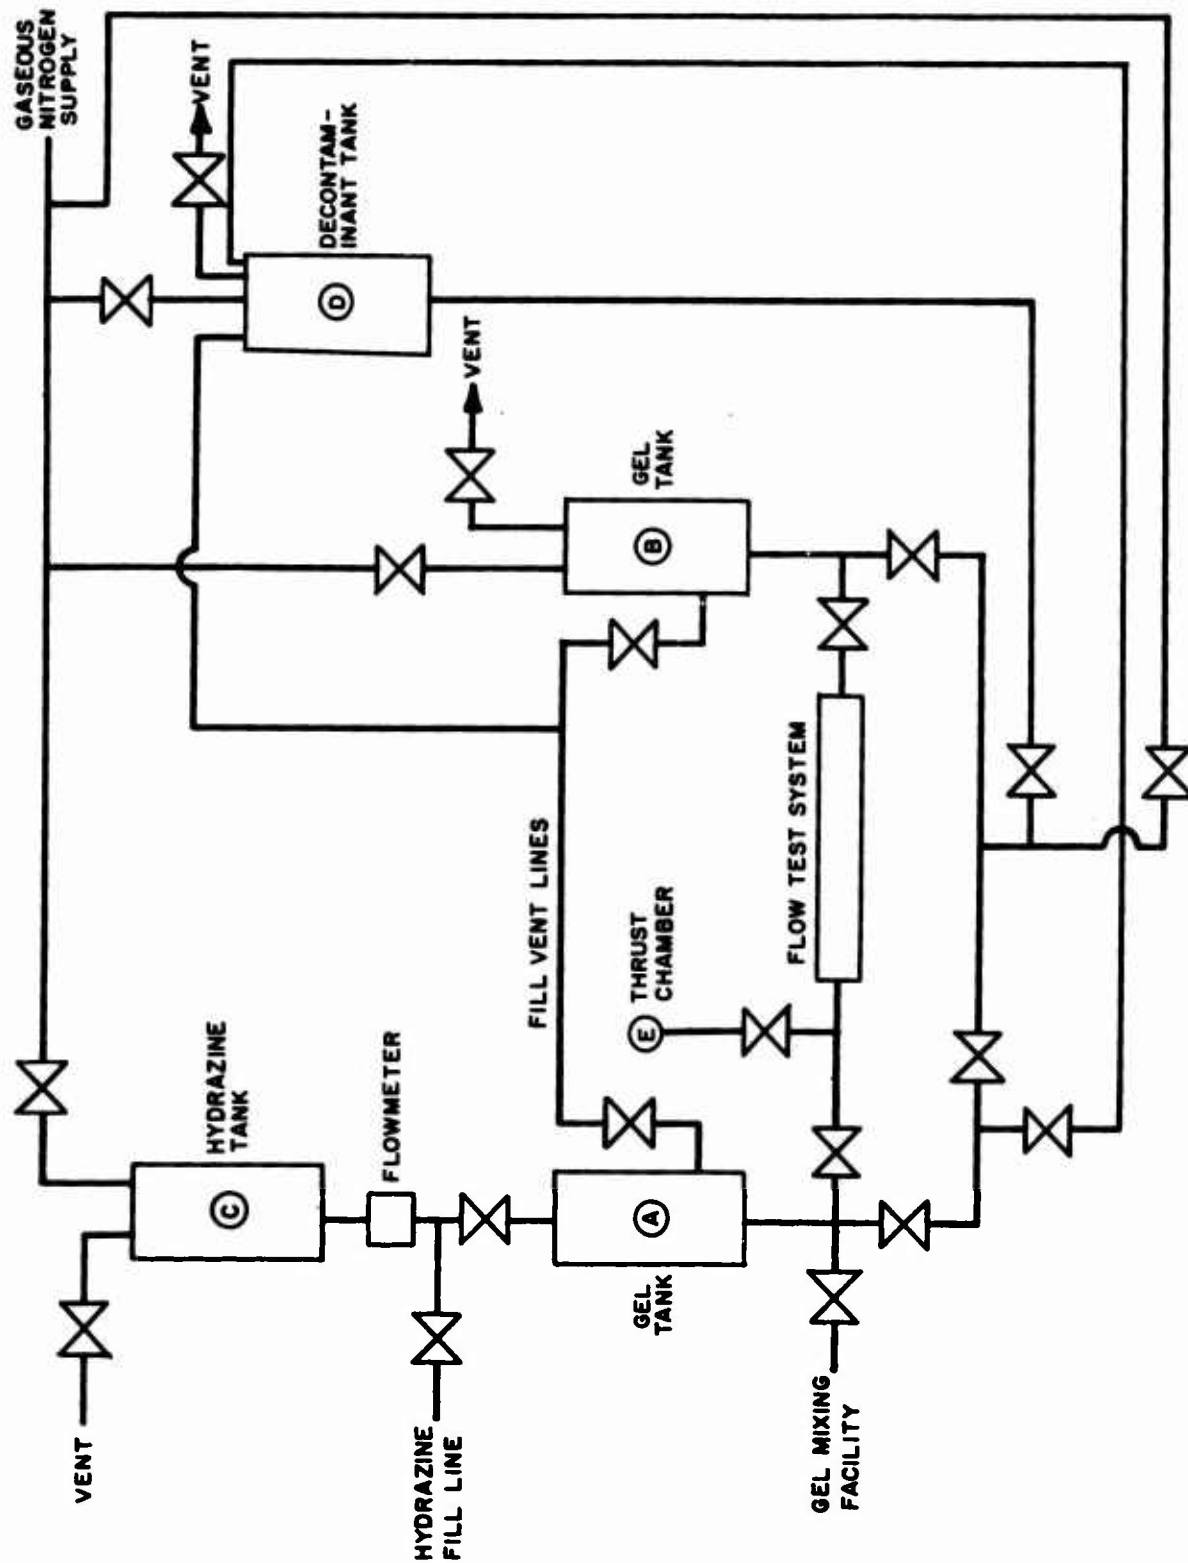 GASEOUS
NITROGEN
SUPPLY
VENT
DECONTAM-
INANT TANK
D
VENT
GEL
TANK
B
HYDRAZINE
TANK
C
FLOWMETER
FILL VENT LINES
THRUST
CHAMBER
E
FLOW TEST SYSTEM
VENT
HYDRAZINE
FILL LINE
A
GEL
TANK
GEL MIXING
FACILITY